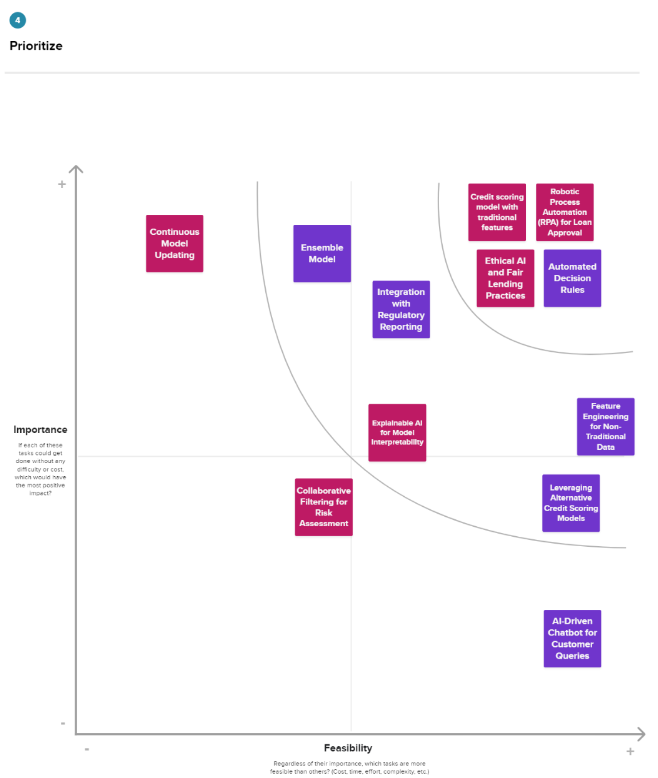 4
Prioritize
+
Credit scoring
model with
traditional
features
Robotic
Process
Automation
(RPA) for Loan
Approval
Continuous
Model
Updating
Ensemble
Model
Ethical AI
and Fair
Lending
Practices
Automated
Decision
Rules
Integration
with
Regulatory
Reporting
Feature
Engineering
for Non-
Traditional
Data
Explainable AI
for Model
Interpretability
Importance
If each of these
tasks could get
done without any
difficulty or cost,
which would have
the most positive
impact?
Collaborative
Filtering for
Risk
Assessment
Leveraging
Alternative
Credit Scoring
Models
AI-Driven
Chatbot for
Customer
Queries
-
-
Feasibility
+
Regardless of their importance, which tasks are more
feasible than others? (Cost, time, effort, complexity, etc.)